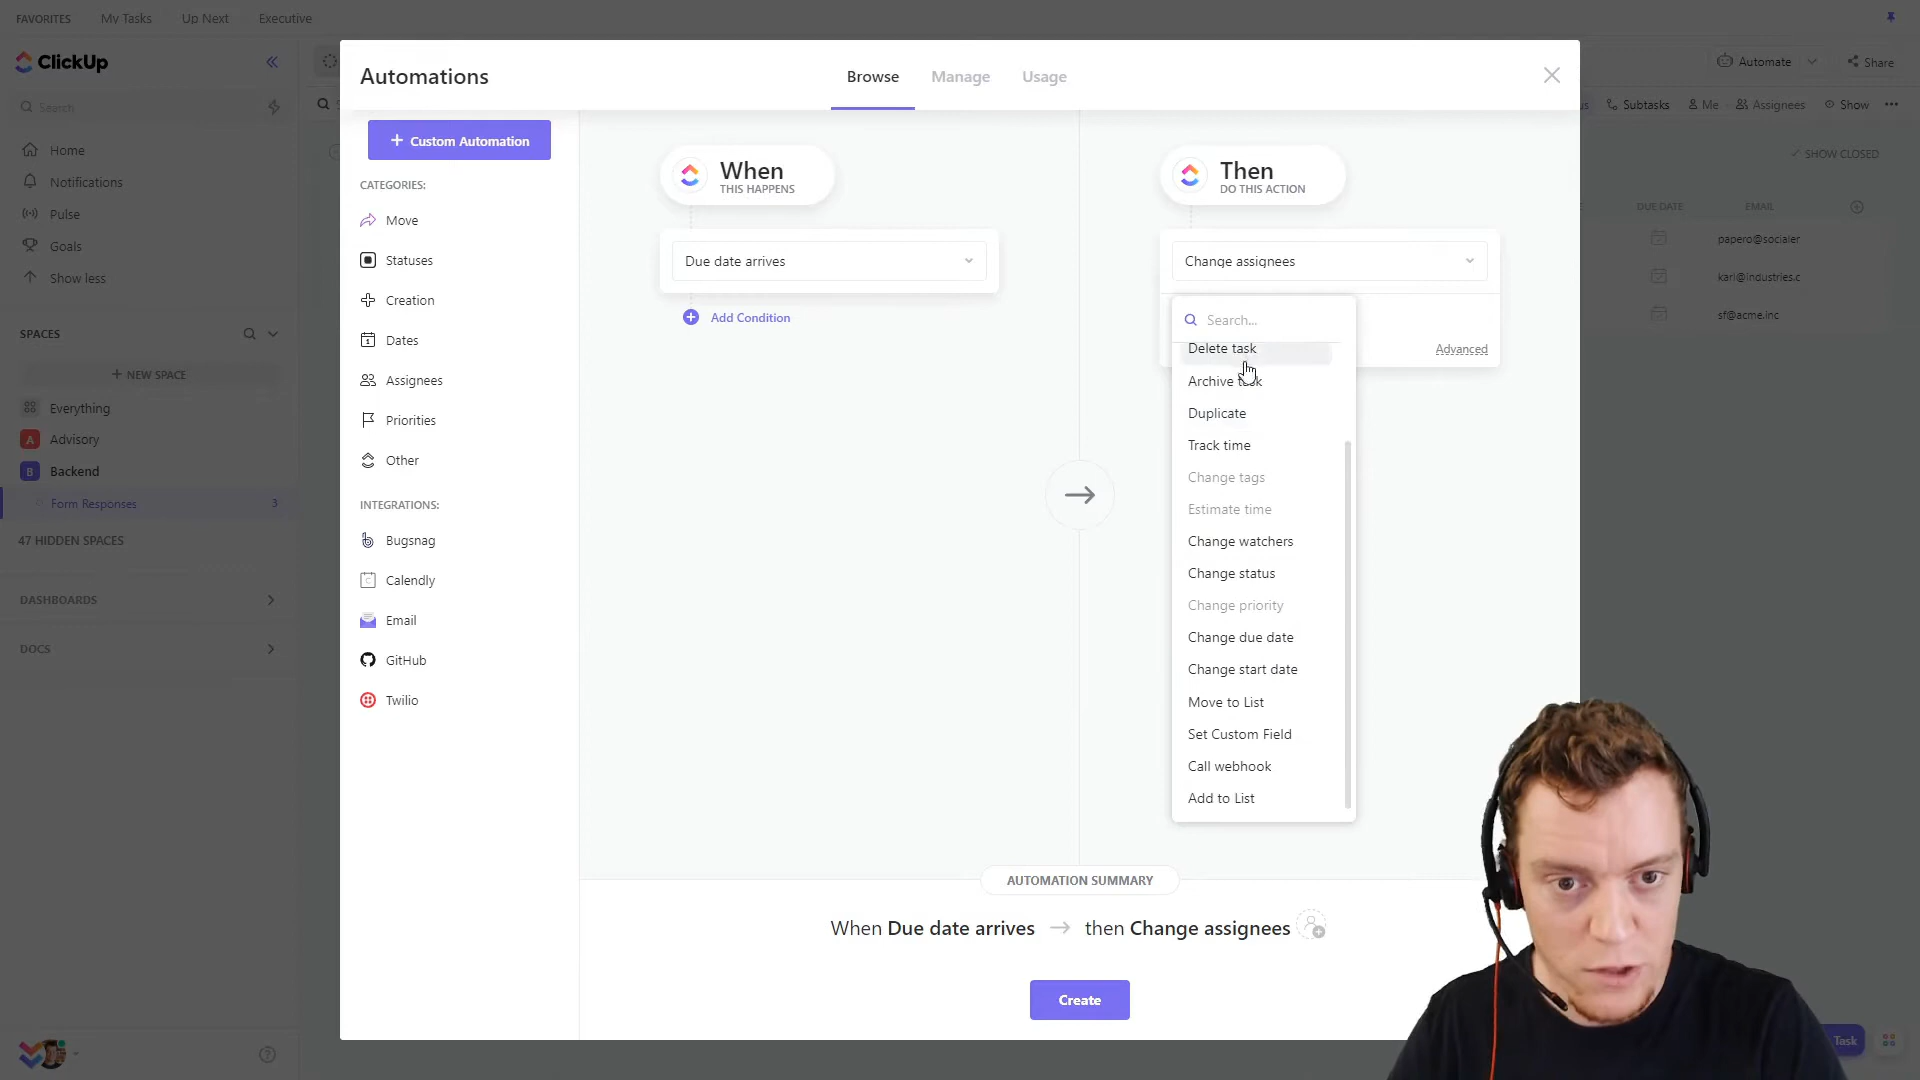 FAVORITES
My Tasks
Up Next
Executive
ClickUp
Search
Home
Notifications
Pulse
Goals
Show less
SPACES
+ NEW SPACE
Everything
A Advisory
B Backend
Form Responses 3
47 HIDDEN SPACES
DASHBOARDS
DOCS
Automations
Browse
Manage
Usage
+ Custom Automation
CATEGORIES:
Move
Statuses
Creation
Dates
Assignees
Priorities
Other
INTEGRATIONS:
Bugsnag
Calendly
Email
GitHub
Twilio
When
THIS HAPPENS
Due date arrives
Add Condition
Then
DO THIS ACTION
Change assignees
Search...
Advanced
Delete task
Archive task
Duplicate
Track time
Change tags
Estimate time
Change watchers
Change status
Change priority
Change due date
Change start date
Move to List
Set Custom Field
Call webhook
Add to List
AUTOMATION SUMMARY
When Due date arrives → then Change assignees
Create
Automate
Share
Subtasks
Me
Assignees
Show
SHOW CLOSED
DUE DATE
EMAIL
papero@socialer
karl@industries.c
sf@acme.inc
Task